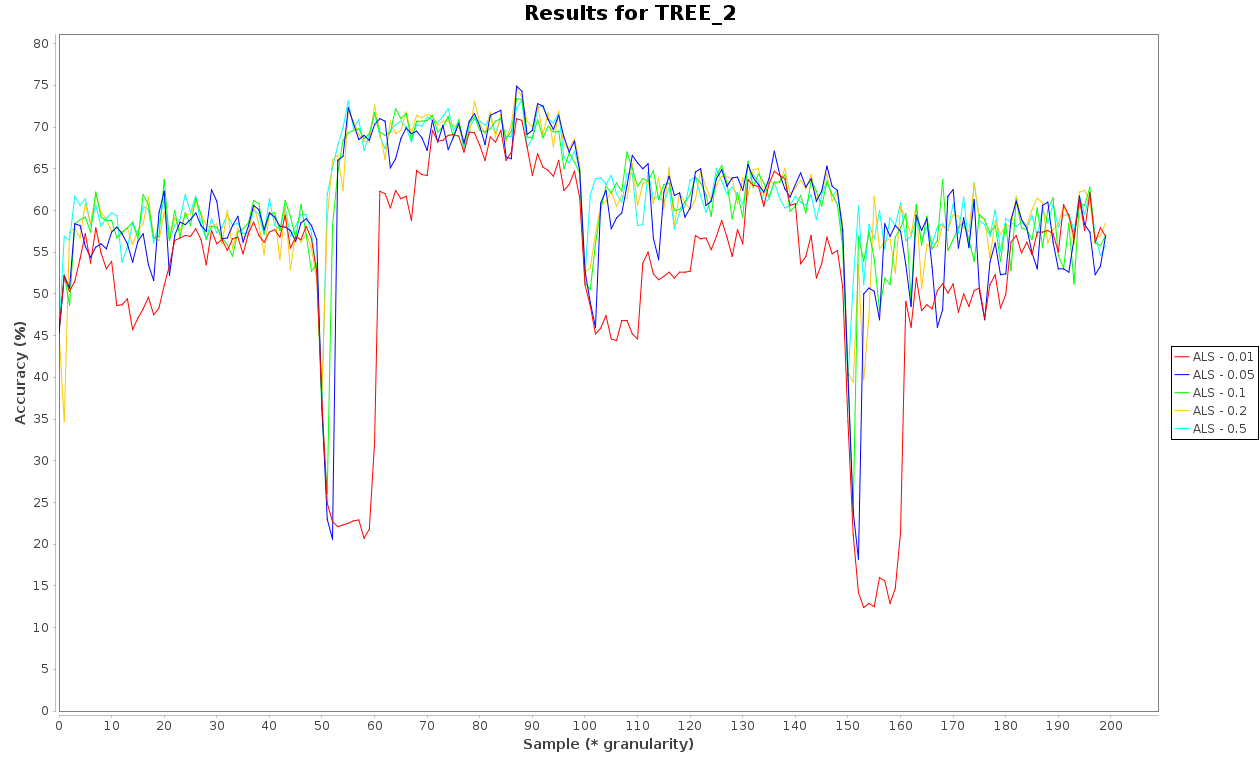 Results for TREE_2
Accuracy (%)
80
75
70
65
60
55
50
45
40
35
30
25
20
15
10
5
0
0 10 20 30 40 50 60 70 80 90 100 110 120 130 140 150 160 170 180 190 200
Sample (* granularity)
ALS - 0.01
ALS - 0.05
ALS - 0.1
ALS - 0.2
ALS - 0.5